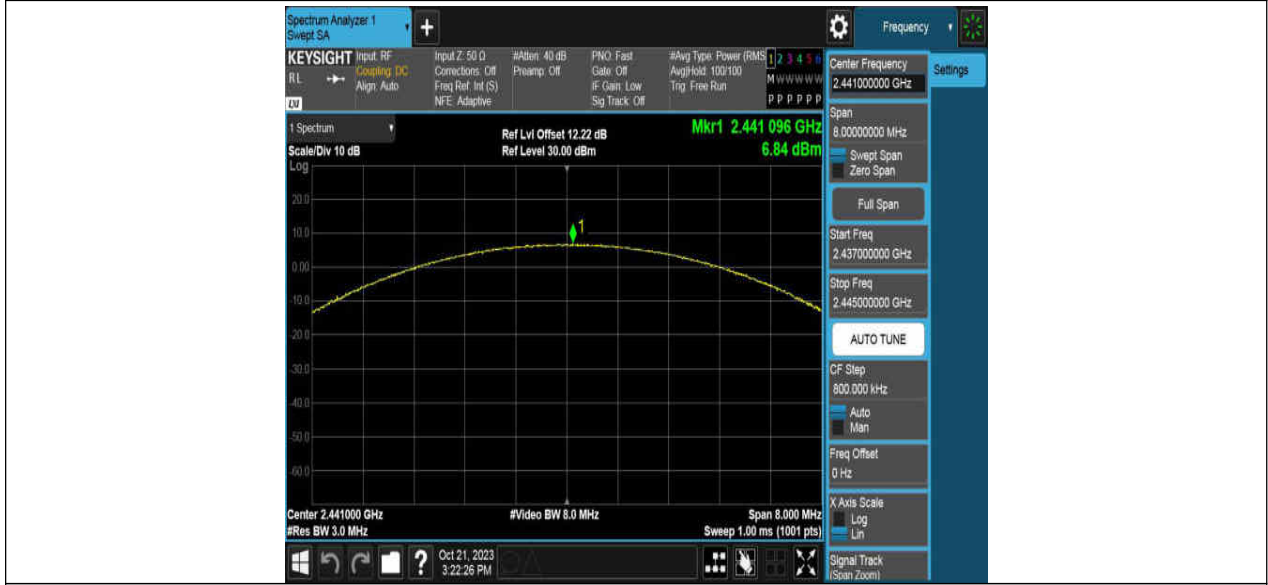 Spectrum Analyzer 1
Swept SA
+
Frequency
KEYSIGHT
RL
LXI
Input: RF
Coupling: DC
Align: Auto
Input Z: 50 Ω
Corrections: Off
Freq Ref: Int (S)
NFE: Adaptive
#Atten: 40 dB
Preamp: Off
PNO: Fast
Gate: Off
IF Gain: Low
Sig Track: Off
#Avg Type: Power (RMS
Avg|Hold: 100/100
Trig: Free Run
1 2 3 4 5 6
M W W W W W
P P P P P P
1 Spectrum
Scale/Div 10 dB
Log
Ref Lvl Offset 12.22 dB
Ref Level 30.00 dBm
Mkr1 2.441 096 GHz
6.84 dBm
20.0
10.0
0.00
-10.0
-20.0
-30.0
-40.0
-50.0
-60.0
1
Center 2.441000 GHz
#Res BW 3.0 MHz
#Video BW 8.0 MHz
Span 8.000 MHz
Sweep 1.00 ms (1001 pts)
?
Oct 21, 2023
3:22:26 PM
Center Frequency
2.441000000 GHz
Settings
Span
8.00000000 MHz
Swept Span
Zero Span
Full Span
Start Freq
2.437000000 GHz
Stop Freq
2.445000000 GHz
AUTO TUNE
CF Step
800.000 kHz
Auto
Man
Freq Offset
0 Hz
X Axis Scale
Log
Lin
Signal Track
(Span Zoom)